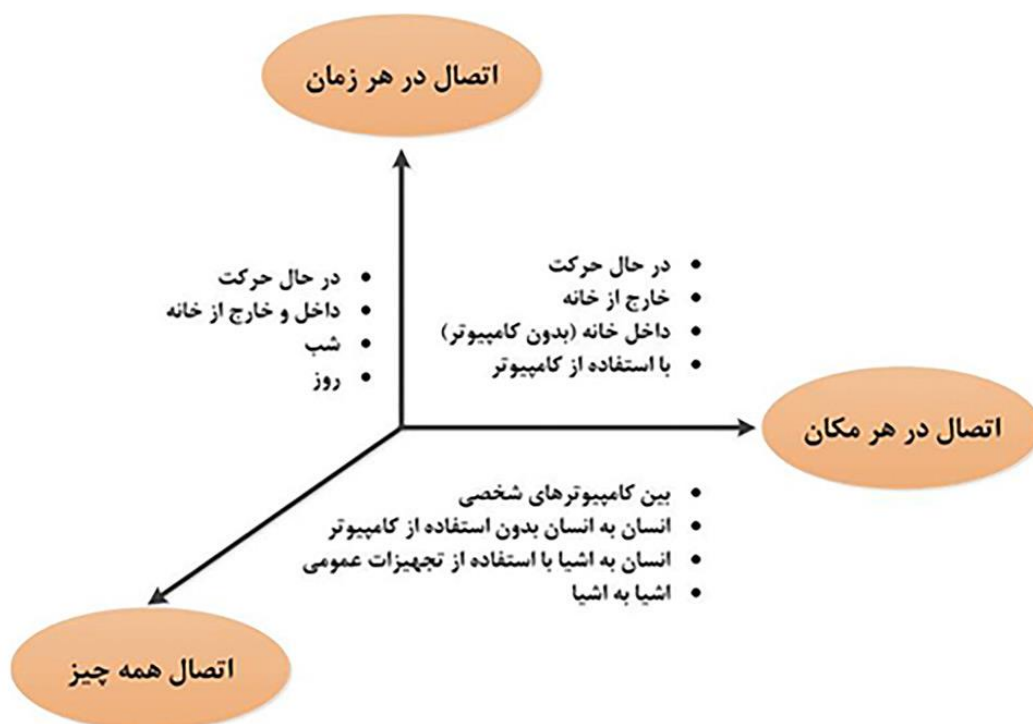 اتصال در هر زمان
• در حال حرکت
• داخل و خارج از خانه
• شب
• روز
• در حال حرکت
• خارج از خانه
• داخل خانه (بدون کامپیوتر)
• با استفاده از کامپیوتر
اتصال در هر مکان
• بین کامپیوترهای شخصی
• انسان به انسان بدون استفاده از کامپیوتر
• انسان به اشیا با استفاده از تجهیزات عمومی
• اشیا به اشیا
اتصال همه چیز